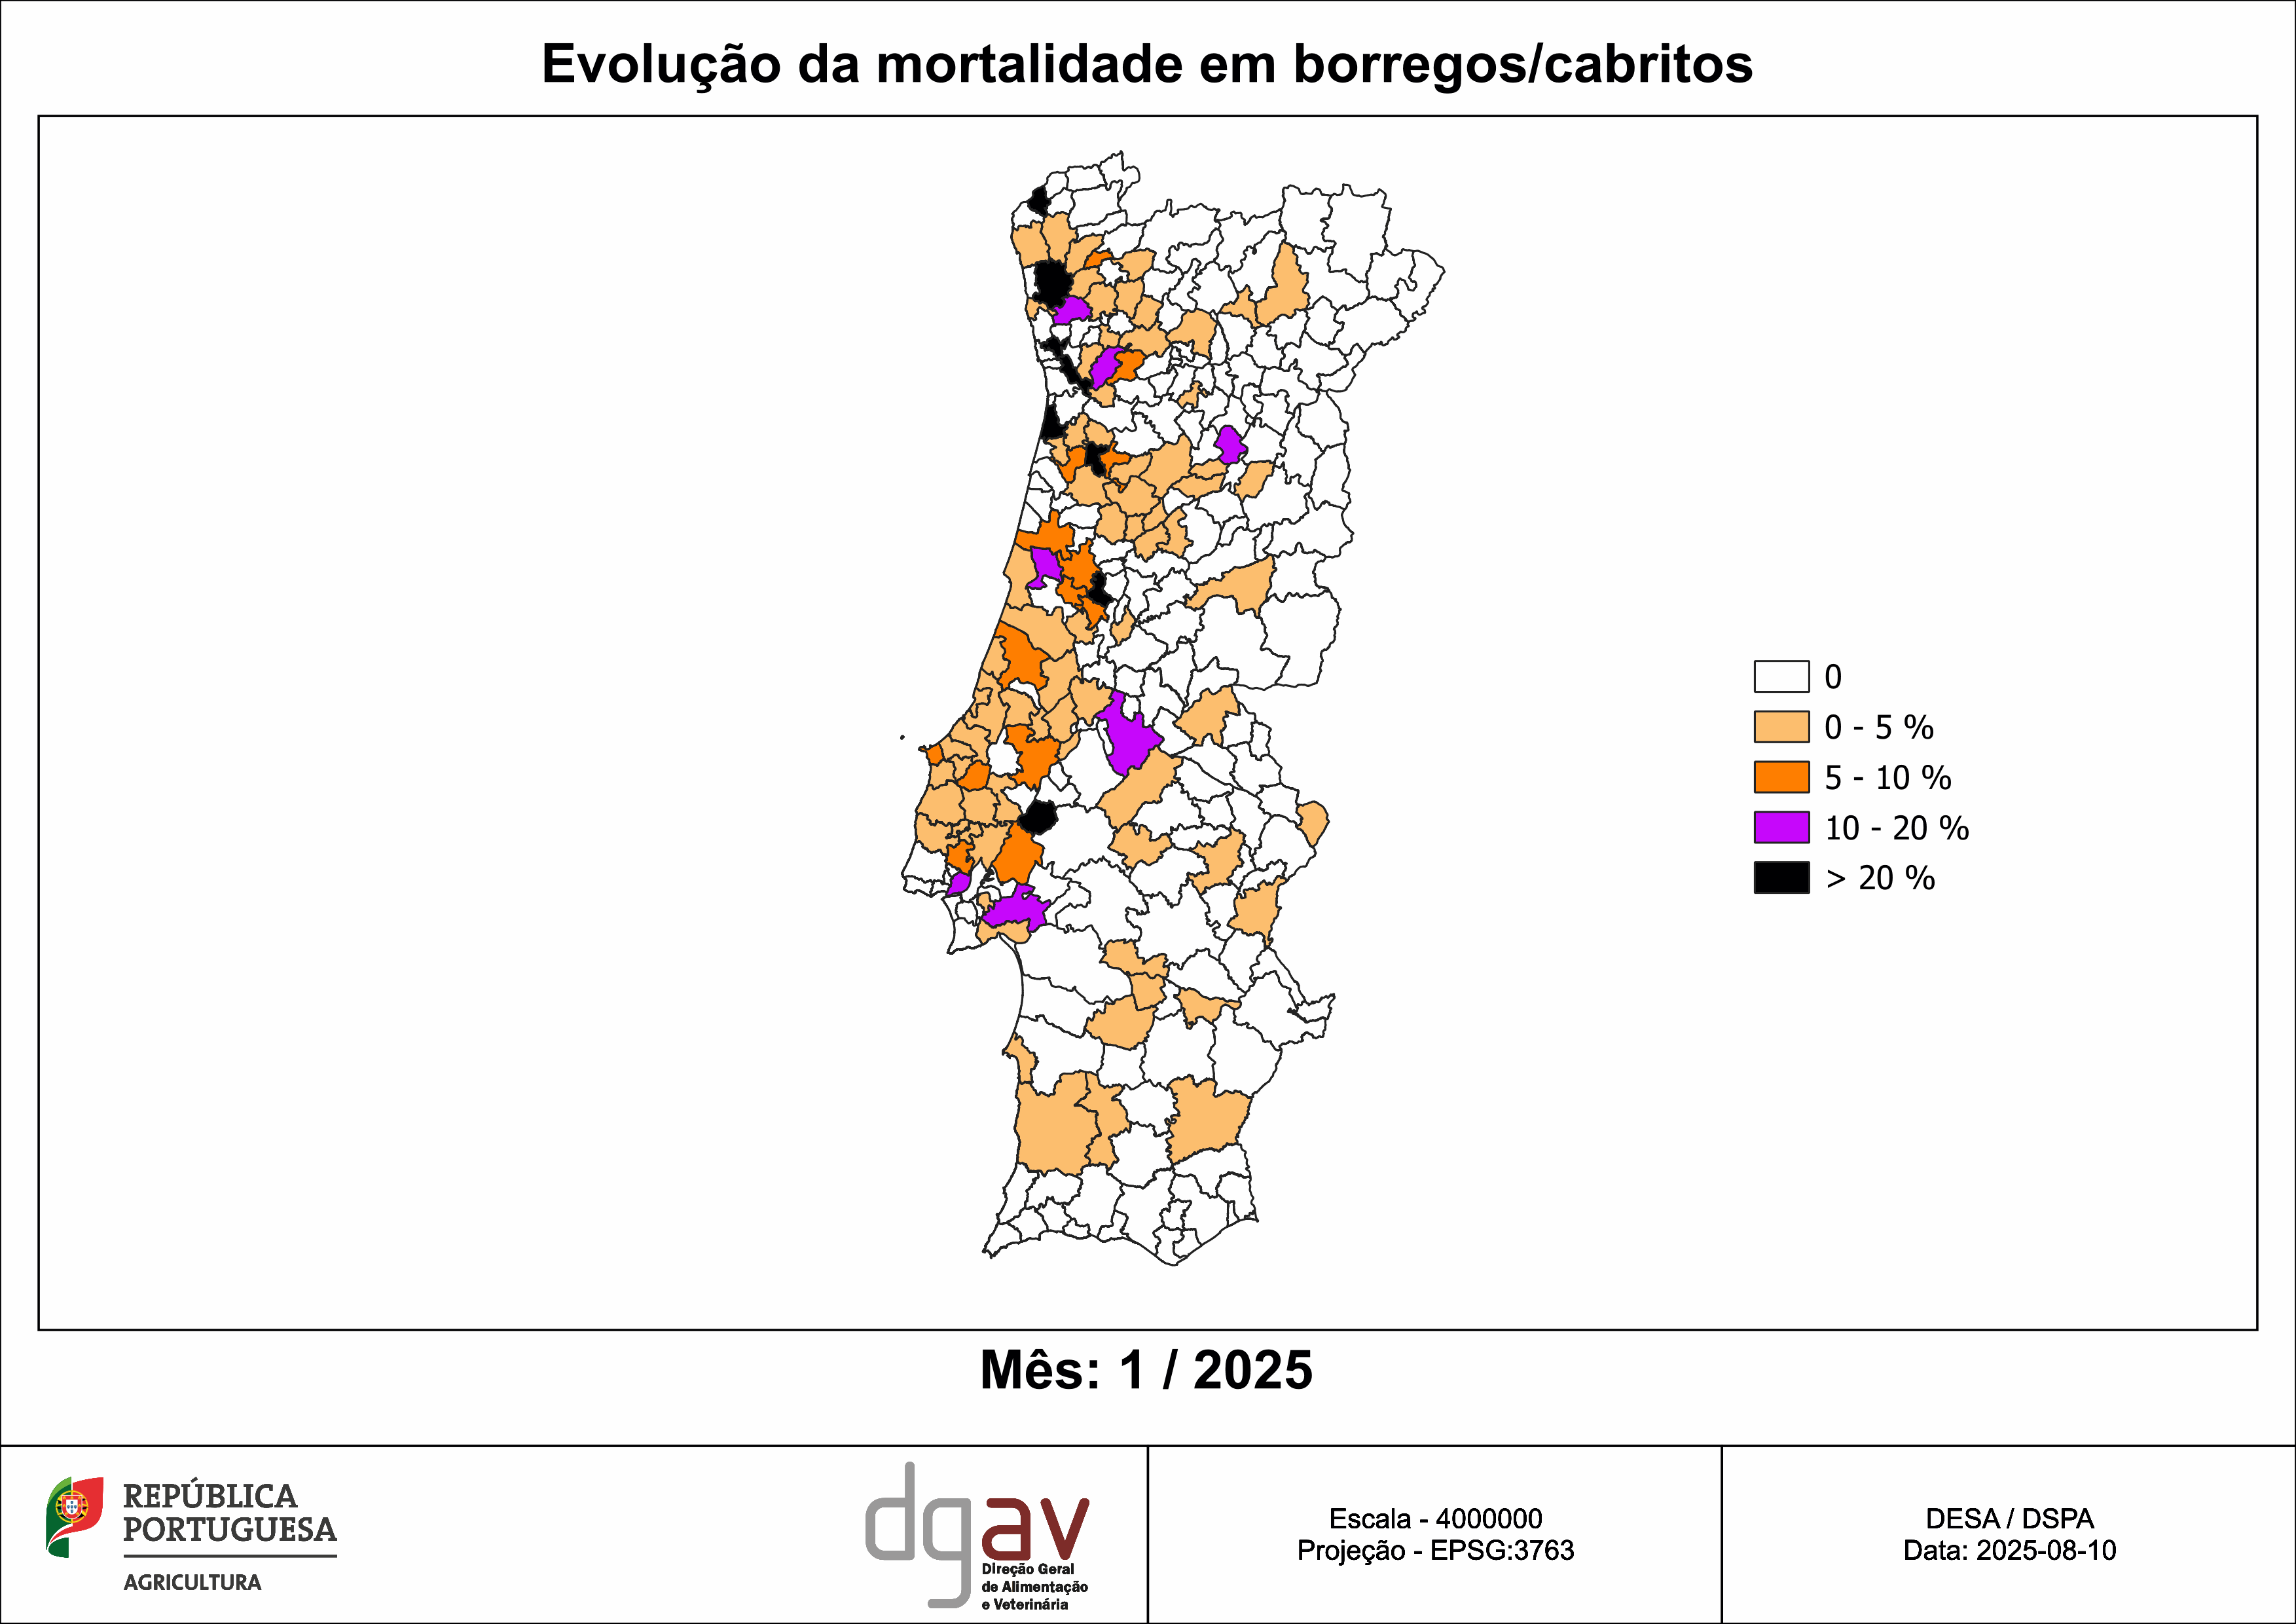 Evolução da mortalidade em borregos/cabritos
0
0 - 5 %
5 - 10 %
10 - 20 %
> 20 %
Mês: 1 / 2025
REPÚBLICA
PORTUGUESA
AGRICULTURA
dgav
Direção Geral
de Alimentação
e Veterinária
Escala - 4000000
Projeção - EPSG:3763
DESA / DSPA
Data: 2025-08-10